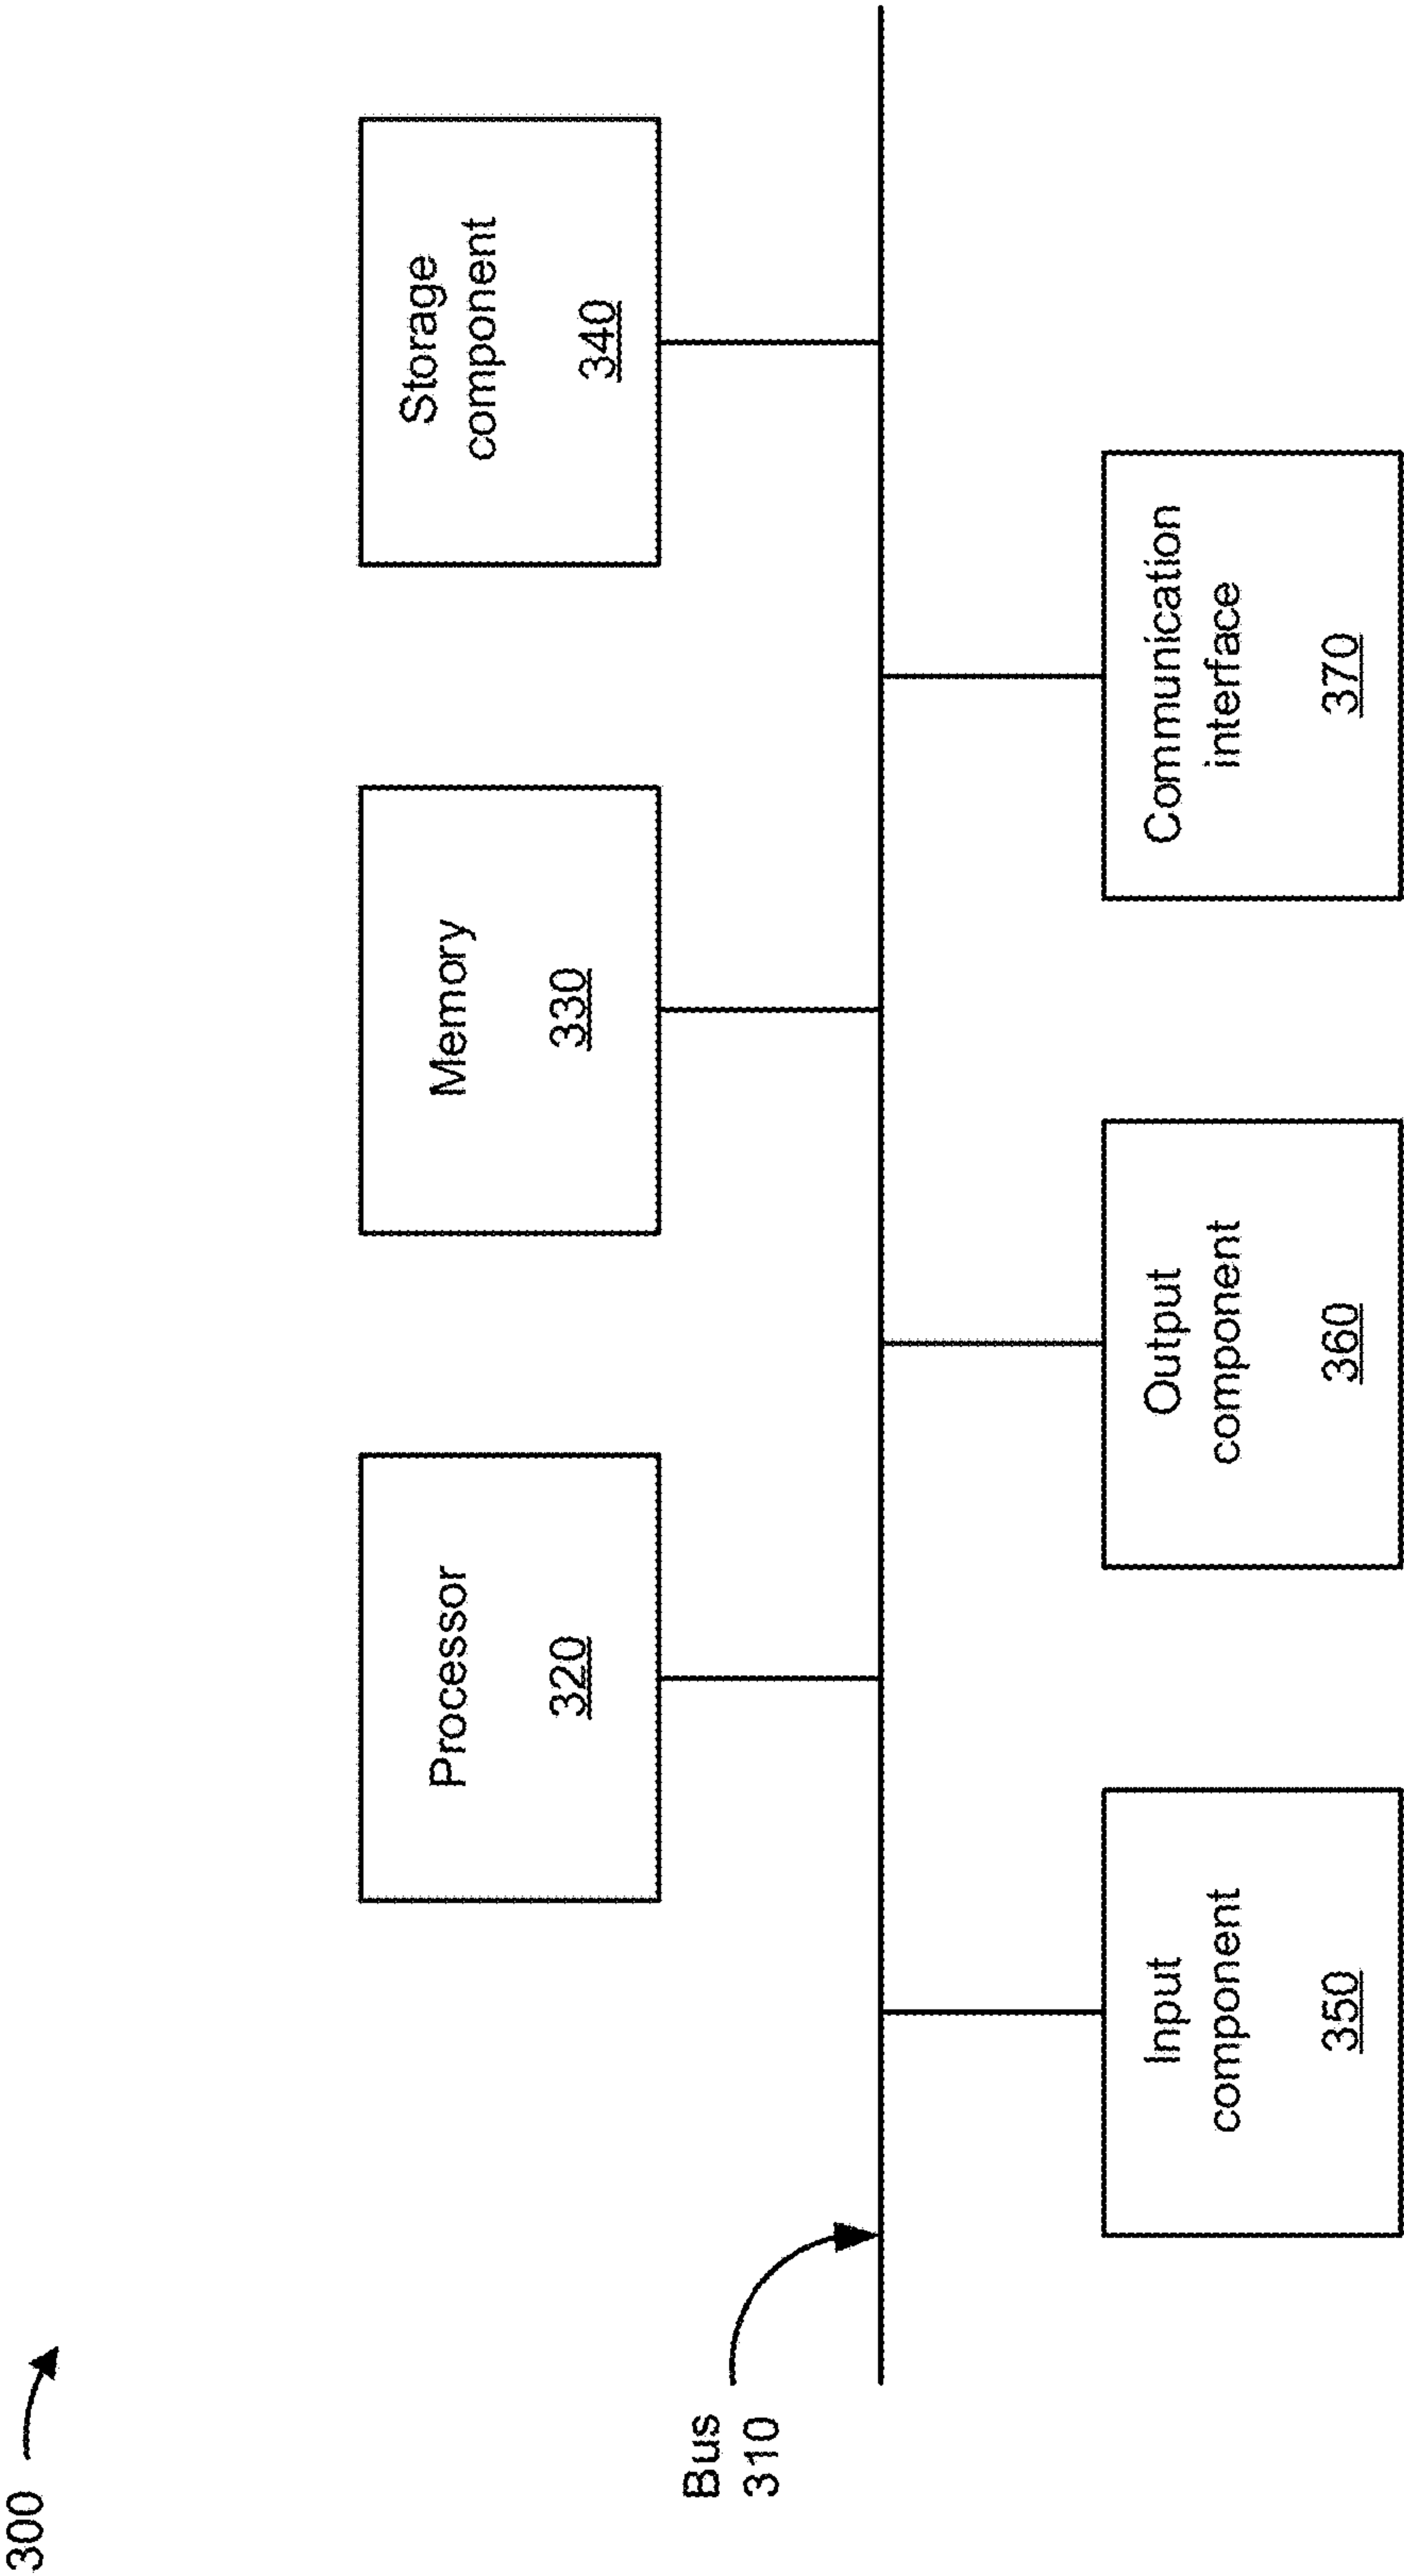 300
Bus
310
Processor
320
Memory
330
Storage
component
340
Input
component
350
Output
component
360
Communication
interface
370